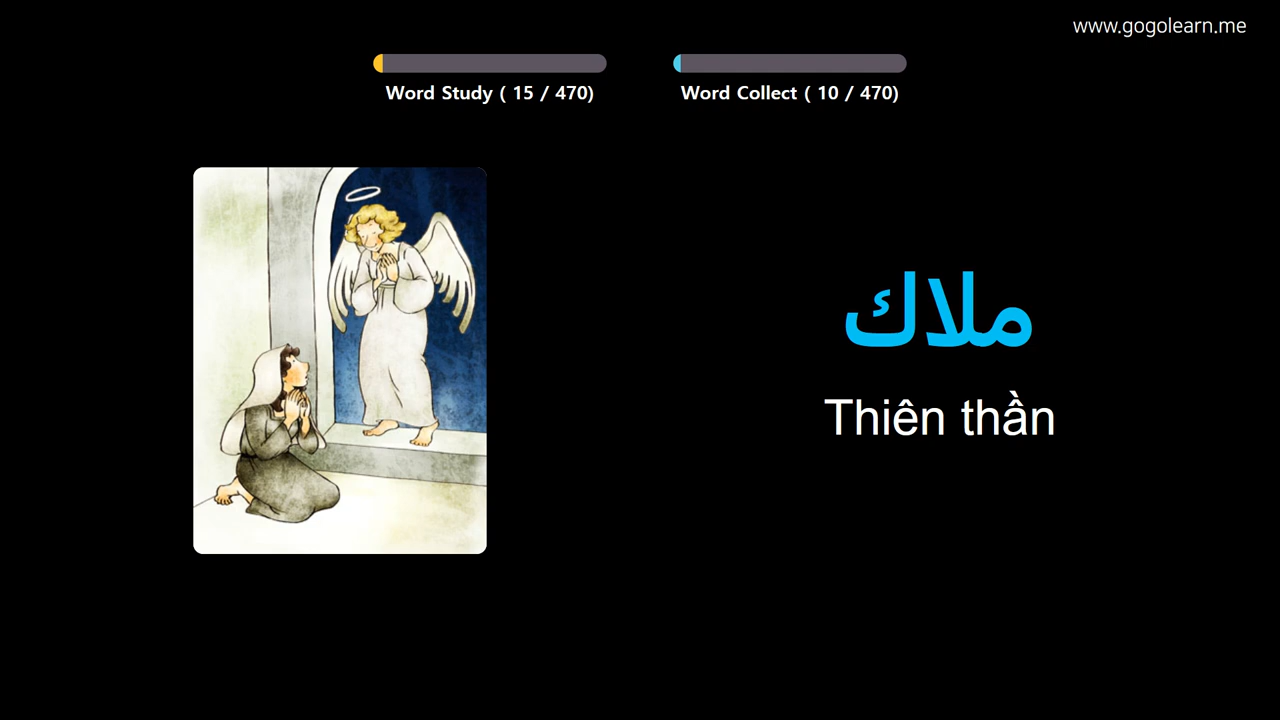 www.gogolearn.me
Word Study ( 15 / 470)
Word Collect ( 10 / 470)
ملاك
Thiên thần